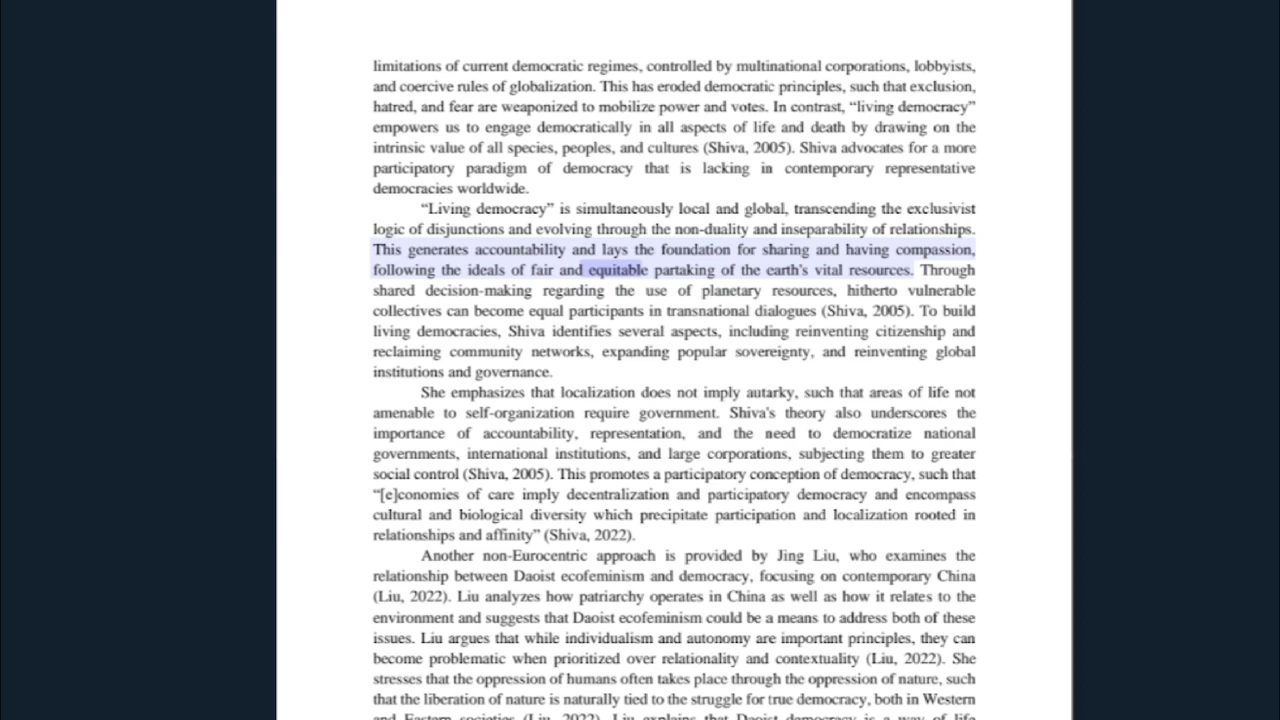 limitations of current democratic regimes, controlled by multinational corporations, lobbyists,
and coercive rules of globalization. This has eroded democratic principles, such that exclusion,
hatred, and fear are weaponized to mobilize power and votes. In contrast, “living democracy”
empowers us to engage democratically in all aspects of life and death by drawing on the
intrinsic value of all species, peoples, and cultures (Shiva, 2005). Shiva advocates for a more
participatory paradigm of democracy that is lacking in contemporary representative
democracies worldwide.
“Living democracy” is simultaneously local and global, transcending the exclusivist
logic of disjunctions and evolving through the non-duality and inseparability of relationships.
This generates accountability and lays the foundation for sharing and having compassion,
following the ideals of fair and equitable partaking of the earth's vital resources. Through
shared decision-making regarding the use of planetary resources, hitherto vulnerable
collectives can become equal participants in transnational dialogues (Shiva, 2005). To build
living democracies, Shiva identifies several aspects, including reinventing citizenship and
reclaiming community networks, expanding popular sovereignty, and reinventing global
institutions and governance.
She emphasizes that localization does not imply autarky, such that areas of life not
amenable to self-organization require government. Shiva's theory also underscores the
importance of accountability, representation, and the need to democratize national
governments, international institutions, and large corporations, subjecting them to greater
social control (Shiva, 2005). This promotes a participatory conception of democracy, such that
“[e]conomies of care imply decentralization and participatory democracy and encompass
cultural and biological diversity which precipitate participation and localization rooted in
relationships and affinity” (Shiva, 2022).
Another non-Eurocentric approach is provided by Jing Liu, who examines the
relationship between Daoist ecofeminism and democracy, focusing on contemporary China
(Liu, 2022). Liu analyzes how patriarchy operates in China as well as how it relates to the
environment and suggests that Daoist ecofeminism could be a means to address both of these
issues. Liu argues that while individualism and autonomy are important principles, they can
become problematic when prioritized over relationality and contextuality (Liu, 2022). She
stresses that the oppression of humans often takes place through the oppression of nature, such
that the liberation of nature is naturally tied to the struggle for true democracy, both in Western
and Eastern societies (Liu, 2022). Liu explains that Daoist democracy is a way of life